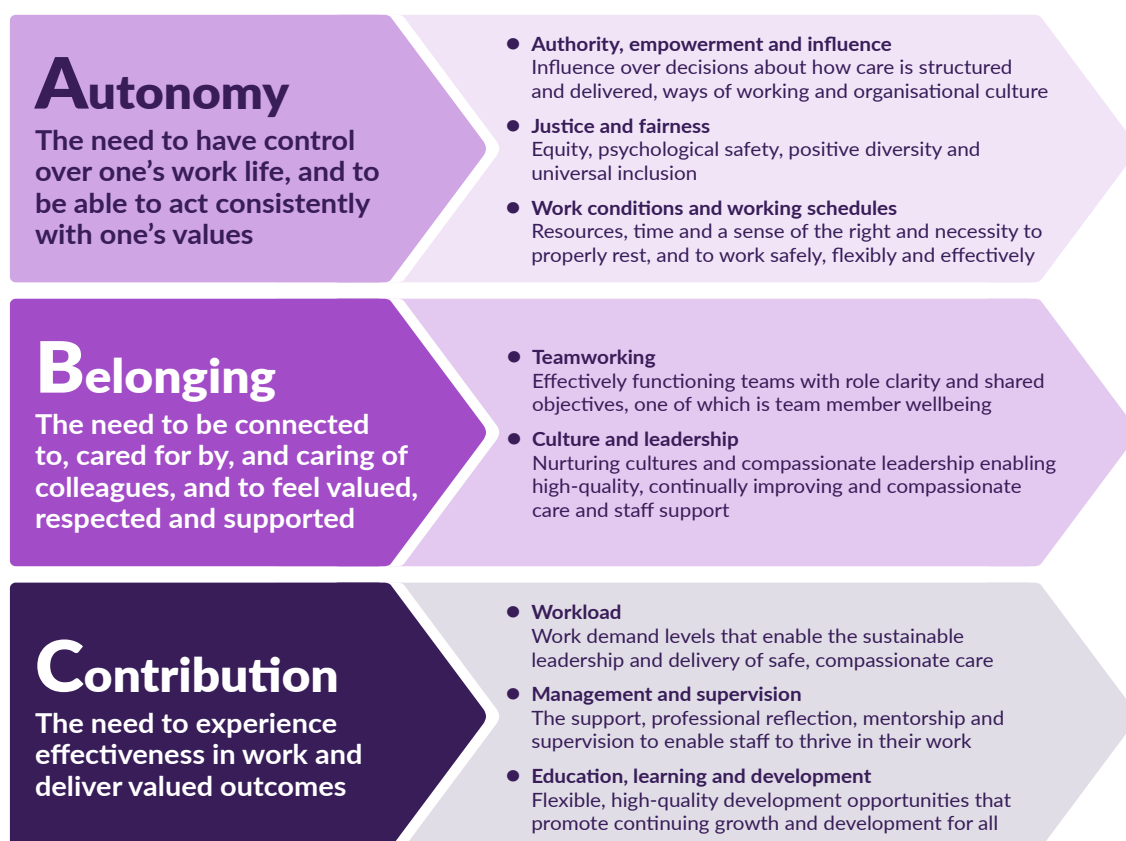 Autonomy
The need to have control
over one’s work life, and to
be able to act consistently
with one’s values
● Authority, empowerment and influence
Influence over decisions about how care is structured
and delivered, ways of working and organisational culture
● Justice and fairness
Equity, psychological safety, positive diversity and
universal inclusion
● Work conditions and working schedules
Resources, time and a sense of the right and necessity to
properly rest, and to work safely, flexibly and effectively
Belonging
The need to be connected
to, cared for by, and caring of
colleagues, and to feel valued,
respected and supported
● Teamworking
Effectively functioning teams with role clarity and shared
objectives, one of which is team member wellbeing
● Culture and leadership
Nurturing cultures and compassionate leadership enabling
high-quality, continually improving and compassionate
care and staff support
Contribution
The need to experience
effectiveness in work and
deliver valued outcomes
● Workload
Work demand levels that enable the sustainable
leadership and delivery of safe, compassionate care
● Management and supervision
The support, professional reflection, mentorship and
supervision to enable staff to thrive in their work
● Education, learning and development
Flexible, high-quality development opportunities that
promote continuing growth and development for all